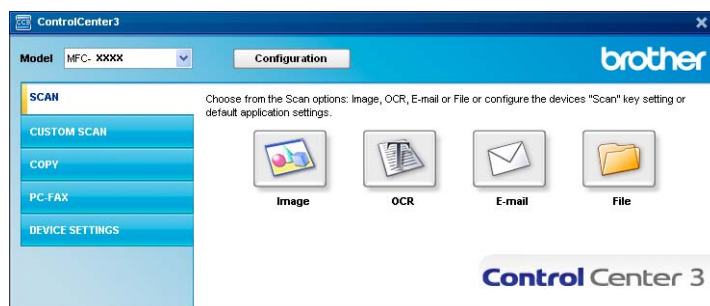 CC3 ControlCenter3
Model MFC- XXXX Configuration brother
SCAN
CUSTOM SCAN
COPY
PC-FAX
DEVICE SETTINGS
Choose from the Scan options: Image, OCR, E-mail or File or configure the devices "Scan" key setting or
default application settings.
Image OCR E-mail File
Control Center 3